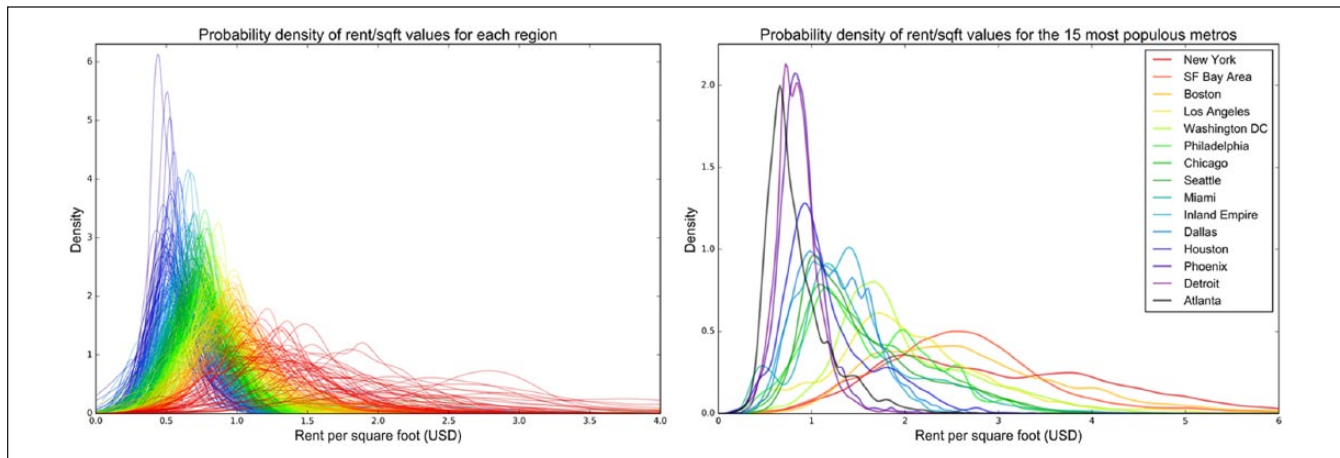 Probability density of rent/sqft values for each region
6
5
4
3
2
1
0
0.0 0.5 1.0 1.5 2.0 2.5 3.0 3.5 4.0
Density
Rent per square foot (USD)
Probability density of rent/sqft values for the 15 most populous metros
2.0
1.5
1.0
0.5
0.0
0 1 2 3 4 5 6
Density
Rent per square foot (USD)
New York
SF Bay Area
Boston
Los Angeles
Washington DC
Philadelphia
Chicago
Seattle
Miami
Inland Empire
Dallas
Houston
Phoenix
Detroit
Atlanta